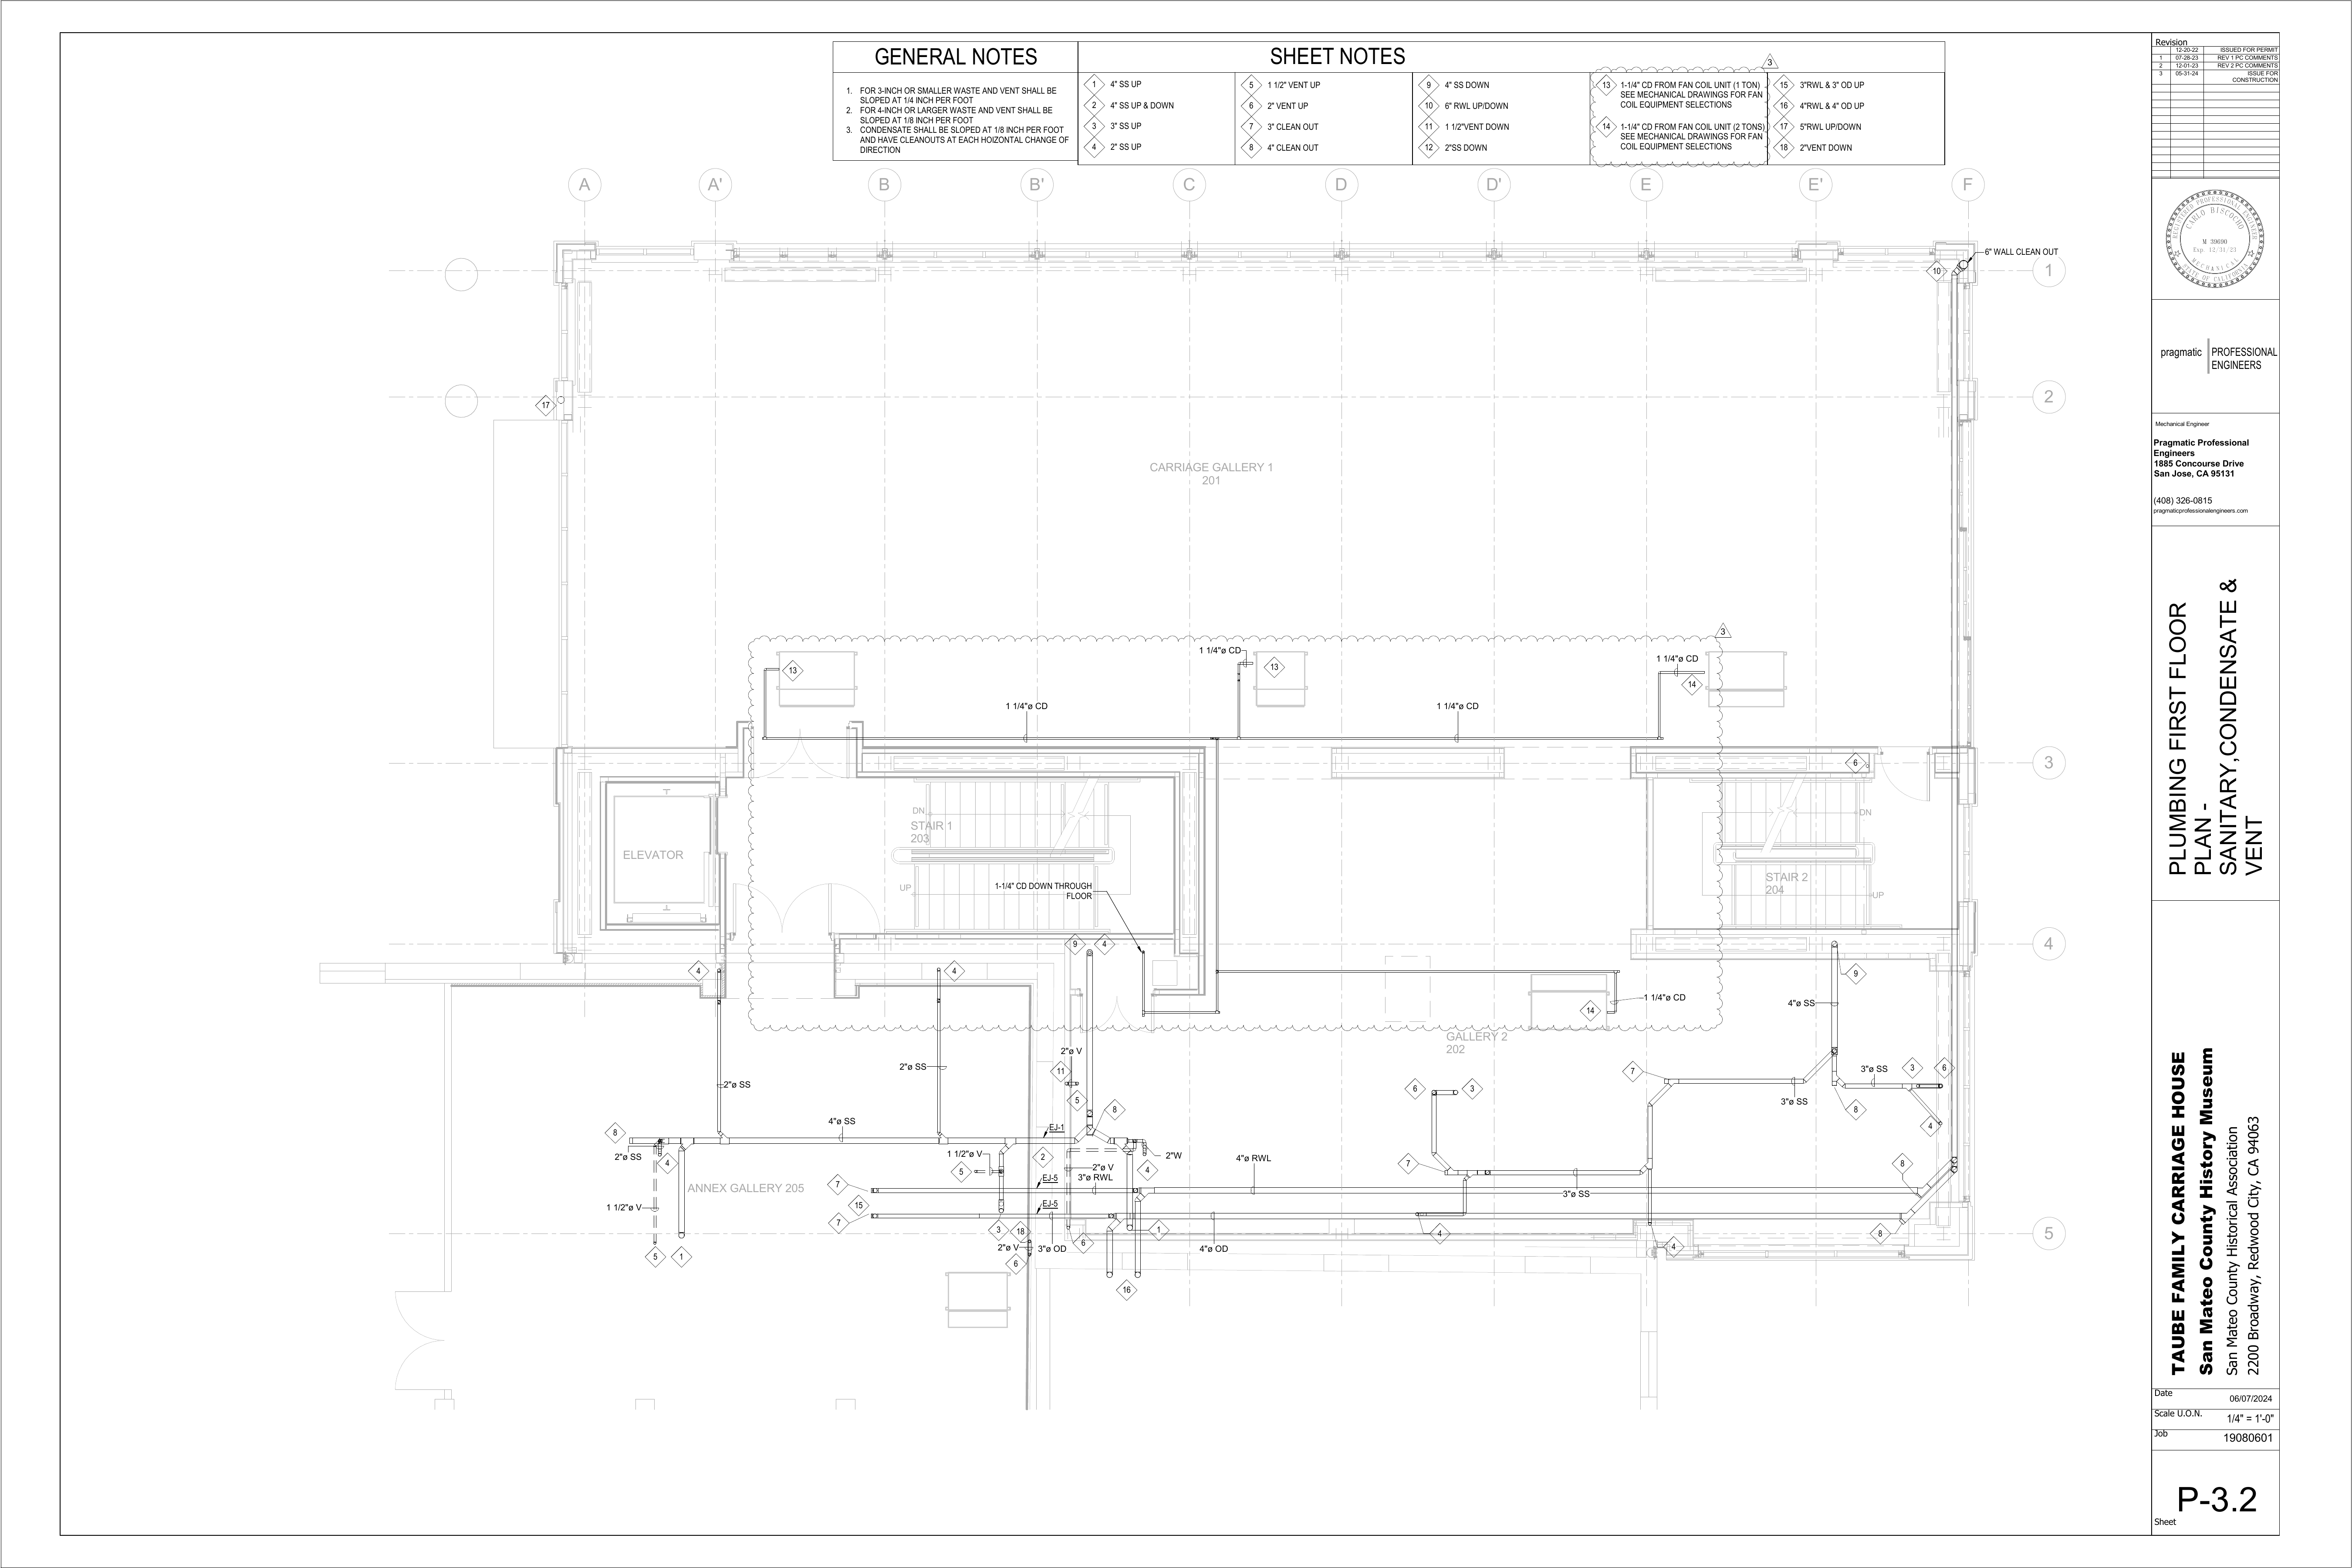 GENERAL NOTES
1. FOR 3-INCH OR SMALLER WASTE AND VENT SHALL BE
SLOPED AT 1/4 INCH PER FOOT
2. FOR 4-INCH OR LARGER WASTE AND VENT SHALL BE
SLOPED AT 1/8 INCH PER FOOT
3. CONDENSATE SHALL BE SLOPED AT 1/8 INCH PER FOOT
AND HAVE CLEANOUTS AT EACH HOIZONTAL CHANGE OF
DIRECTION
SHEET NOTES
1 4" SS UP
2 4" SS UP & DOWN
3 3" SS UP
4 2" SS UP
5 1 1/2" VENT UP
6 2" VENT UP
7 3" CLEAN OUT
8 4" CLEAN OUT
9 4" SS DOWN
10 6" RWL UP/DOWN
11 1 1/2"VENT DOWN
12 2"SS DOWN
3
13 1-1/4" CD FROM FAN COIL UNIT (1 TON)
SEE MECHANICAL DRAWINGS FOR FAN
COIL EQUIPMENT SELECTIONS
14 1-1/4" CD FROM FAN COIL UNIT (2 TONS)
SEE MECHANICAL DRAWINGS FOR FAN
COIL EQUIPMENT SELECTIONS
15 3"RWL & 3" OD UP
16 4"RWL & 4" OD UP
17 5"RWL UP/DOWN
18 2"VENT DOWN
A A' B B' C D D' E E' F
6" WALL CLEAN OUT
10
1
2
17
CARRIAGE GALLERY 1
201
3
1 1/4"ø CD
1 1/4"ø CD
13
13
14
1 1/4"ø CD
1 1/4"ø CD
3
6
DN
STAIR 1
203
UP
ELEVATOR
1-1/4" CD DOWN THROUGH
FLOOR
DN
STAIR 2
204
UP
9
4
4
4
4
9
1 1/4"ø CD
14
4"ø SS
GALLERY 2
202
2"ø V
2"ø SS
2"ø SS
11
5
8
7
3"ø SS
3
6
3"ø SS
8
4
6
3
4"ø SS
EJ-1
8
2"ø SS
4
1 1/2"ø V
5
2
2"W
4
2"ø V
3"ø RWL
4"ø RWL
7
8
ANNEX GALLERY 205
7
15
7
EJ-5
EJ-5
3"ø SS
1 1/2"ø V
3
18
2"ø V
3"ø OD
6
1
4"ø OD
4
4
8
5
5
1
6
16
Revision
12-20-22 ISSUED FOR PERMIT
1 07-28-23 REV 1 PC COMMENTS
2 12-01-23 REV 2 PC COMMENTS
3 05-31-24 ISSUE FOR
CONSTRUCTION
REGISTERED PROFESSIONAL ENGINEER
CARLO BISCOCHO
M 39690
Exp. 12/31/23
MECHANICAL
STATE OF CALIFORNIA
pragmatic PROFESSIONAL
ENGINEERS
Mechanical Engineer
Pragmatic Professional
Engineers
1885 Concourse Drive
San Jose, CA 95131
(408) 326-0815
pragmaticprofessionalengineers.com
PLUMBING FIRST FLOOR
PLAN -
SANITARY,CONDENSATE &
VENT
TAUBE FAMILY CARRIAGE HOUSE
San Mateo County History Museum
San Mateo County Historical Association
2200 Broadway, Redwood City, CA 94063
Date
06/07/2024
Scale U.O.N.
1/4" = 1'-0"
Job
19080601
P-3.2
Sheet